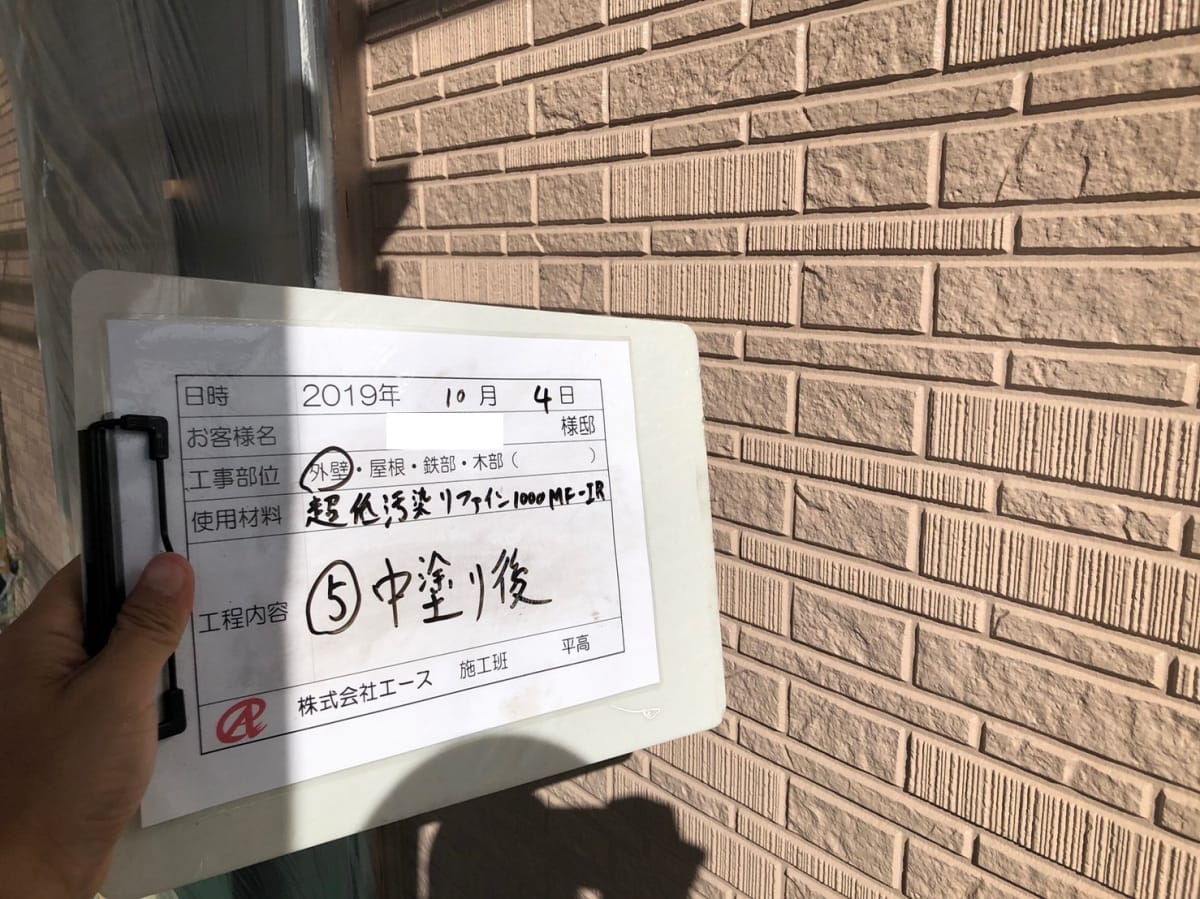 日時 2019年 10月 4日
お客様名 様邸
工事部位 外壁・屋根・鉄部・木部( )
使用材料 超低汚染リファイン1000MF-IR
工程内容 ⑤中塗り後
株式会社エース 施工班 平高